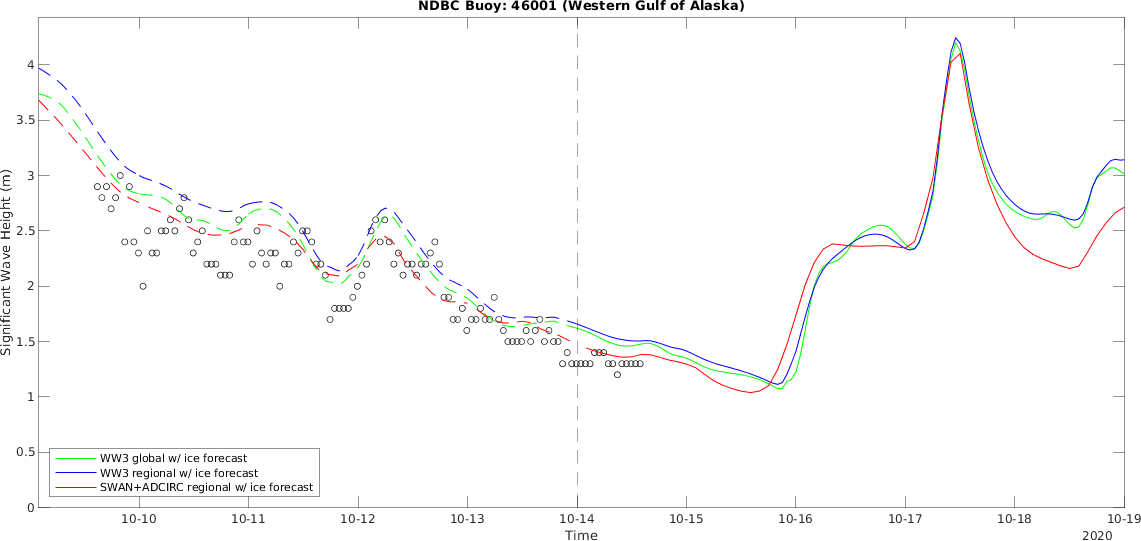 NDBC Buoy: 46001 (Western Gulf of Alaska)
Significant Wave Height (m)
4
3.5
3
2.5
2
1.5
1
0.5
0
WW3 global w/ ice forecast
WW3 regional w/ ice forecast
SWAN+ADCIRC regional w/ ice forecast
10-10 10-11 10-12 10-13 10-14 10-15 10-16 10-17 10-18 10-19
Time
2020